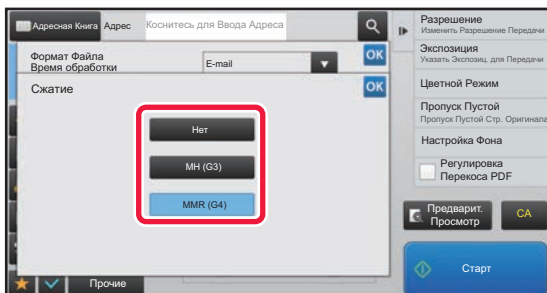 Адресная Книга
Адрес
Коснитесь для Ввода Адреса
Формат Файла
Время обработки
E-mail
OK
Сжатие
OK
Нет
MH (G3)
MMR (G4)
Прочие
Разрешение
Изменить Разрешение Передачи
Экспозиция
Указать Экспозиц. для Передачи
Цветной Режим
Пропуск Пустой
Пропуск Пустой Стр. Оригинала
Настройка Фона
Регулировка
Перекоса PDF
Предварит.
Просмотр
CA
Старт